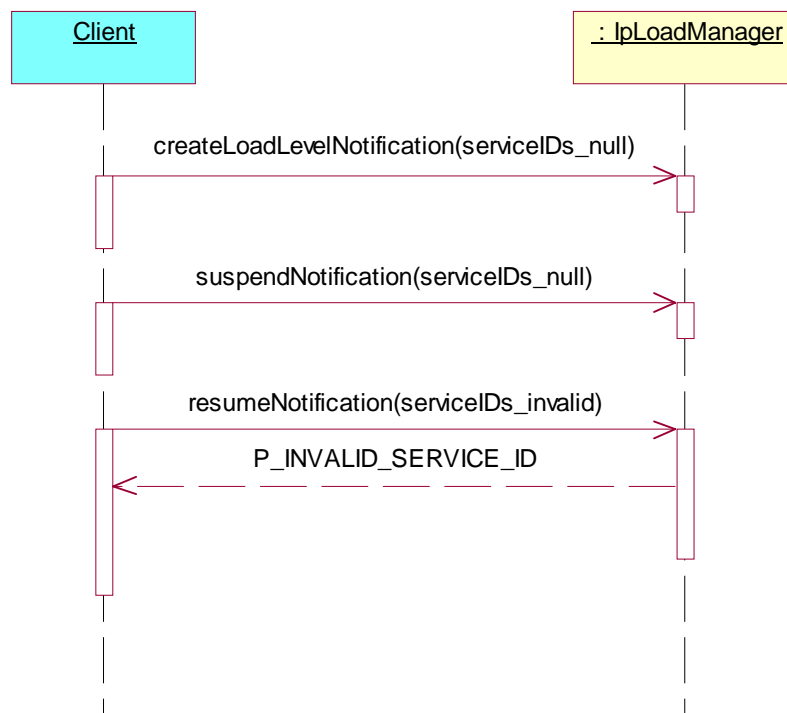 Client
: IpLoadManager
createLoadLevelNotification(serviceIDs_null)
suspendNotification(serviceIDs_null)
resumeNotification(serviceIDs_invalid)
P_INVALID_SERVICE_ID